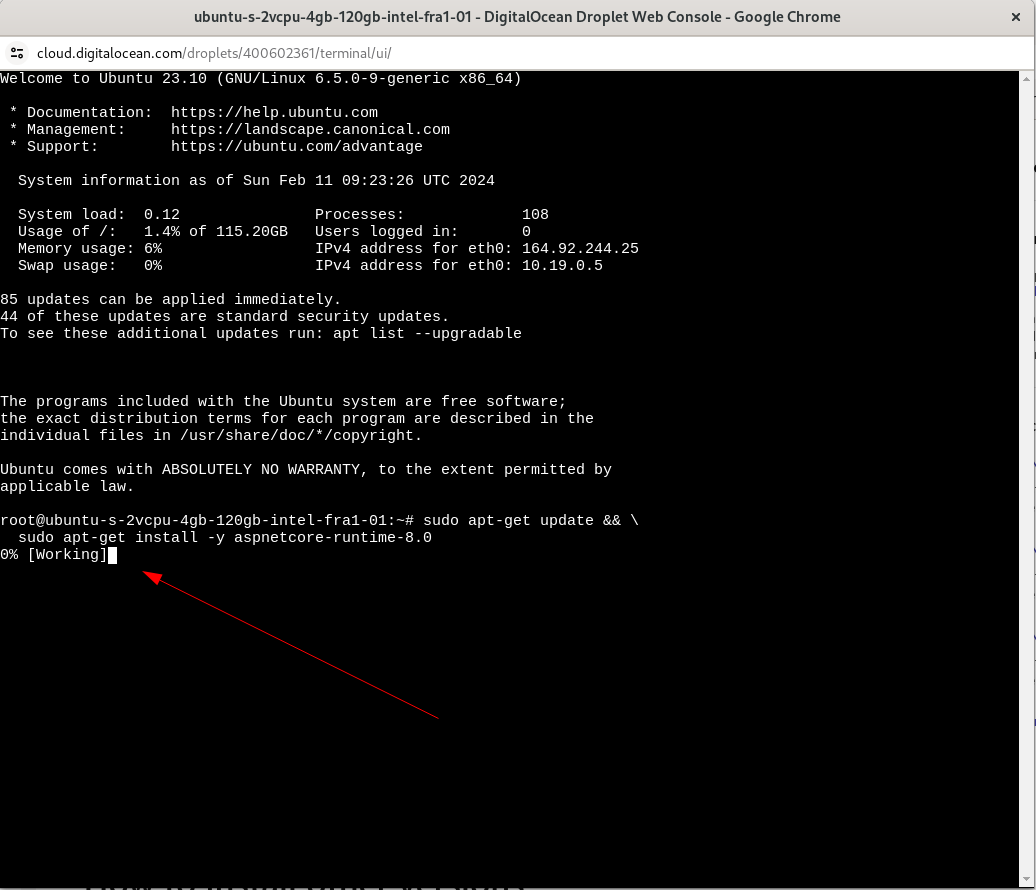 ubuntu-s-2vcpu-4gb-120gb-intel-fra1-01 - DigitalOcean Droplet Web Console - Google Chrome
cloud.digitalocean.com/droplets/400602361/terminal/ui/
Welcome to Ubuntu 23.10 (GNU/Linux 6.5.0-9-generic x86_64)
* Documentation: https://help.ubuntu.com
* Management: https://landscape.canonical.com
* Support: https://ubuntu.com/advantage
System information as of Sun Feb 11 09:23:26 UTC 2024
System load: 0.12 Processes: 108
Usage of /: 1.4% of 115.20GB Users logged in: 0
Memory usage: 6% IPv4 address for eth0: 164.92.244.25
Swap usage: 0% IPv4 address for eth0: 10.19.0.5
85 updates can be applied immediately.
44 of these updates are standard security updates.
To see these additional updates run: apt list --upgradable
The programs included with the Ubuntu system are free software;
the exact distribution terms for each program are described in the
individual files in /usr/share/doc/*/copyright.
Ubuntu comes with ABSOLUTELY NO WARRANTY, to the extent permitted by
applicable law.
root@ubuntu-s-2vcpu-4gb-120gb-intel-fra1-01:~# sudo apt-get update && \
sudo apt-get install -y aspnetcore-runtime-8.0
0% [Working]